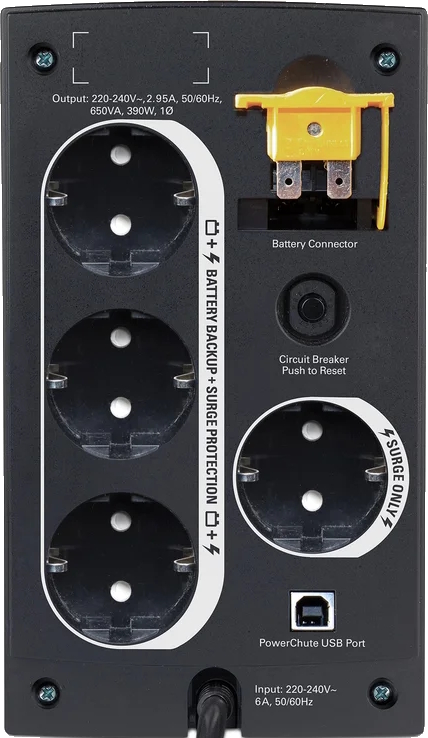 Output: 220-240V~, 2.95A, 50/60Hz,
650VA, 390W, 1Ø
Battery Connector
BATTERY BACKUP + SURGE PROTECTION
Circuit Breaker
Push to Reset
SURGE ONLY
PowerChute USB Port
Input: 220-240V~
6A, 50/60Hz